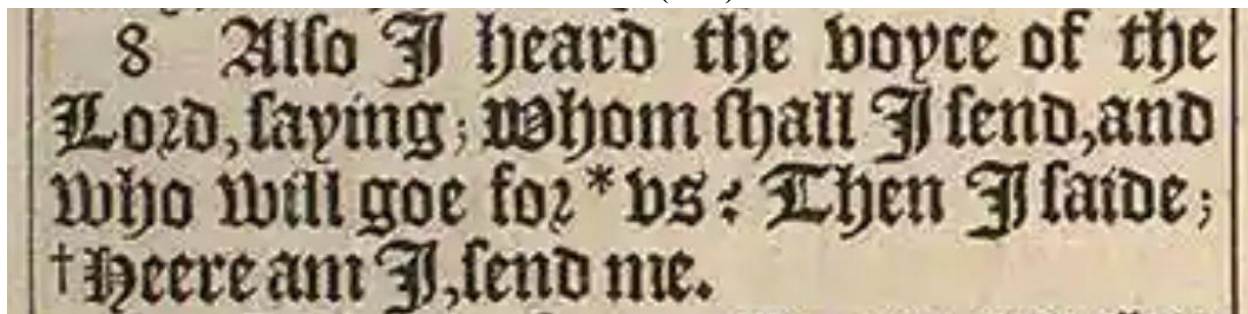 8 Alſo I heard the voyce of the
Lord, ſaying; Whom ſhall I ſend, and
who will goe for * vs? Then I ſaide;
† Heere am I, ſend me.